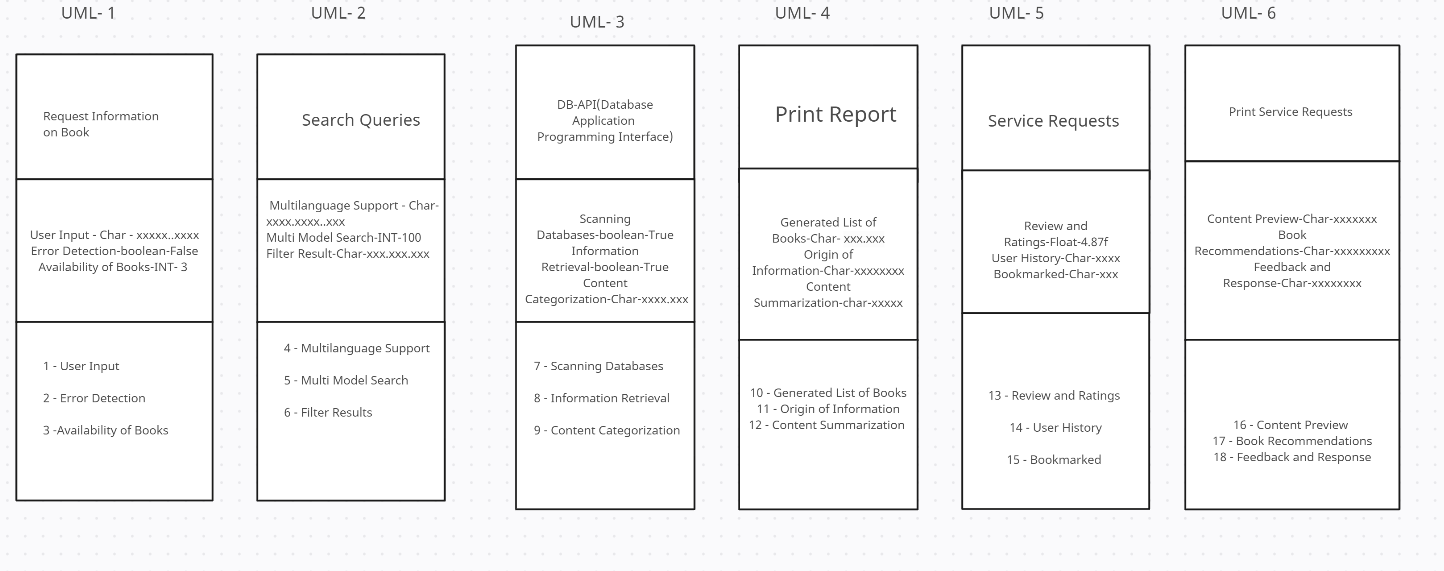 UML- 1
Request Information
on Book
User Input - Char - xxxxx..xxxx
Error Detection-boolean-False
Availability of Books-INT- 3
1 - User Input
2 - Error Detection
3 -Availability of Books
UML- 2
Search Queries
Multilanguage Support - Char-
xxxx.xxxx..xxx
Multi Model Search-INT-100
Filter Result-Char-xxx.xxx.xxx
4 - Multilanguage Support
5 - Multi Model Search
6 - Filter Results
UML- 3
DB-API(Database
Application
Programming Interface)
Scanning
Databases-boolean-True
Information
Retrieval-boolean-True
Content
Categorization-Char-xxxx.xxx
7 - Scanning Databases
8 - Information Retrieval
9 - Content Categorization
UML- 4
Print Report
Generated List of
Books-Char- xxx.xxx
Origin of
Information-Char-xxxxxxxx
Content
Summarization-char-xxxxx
10 - Generated List of Books
11 - Origin of Information
12 - Content Summarization
UML- 5
Service Requests
Review and
Ratings-Float-4.87f
User History-Char-xxxx
Bookmarked-Char-xxx
13 - Review and Ratings
14 - User History
15 - Bookmarked
UML- 6
Print Service Requests
Content Preview-Char-xxxxxxx
Book
Recommendations-Char-xxxxxxxxx
Feedback and
Response-Char-xxxxxxxx
16 - Content Preview
17 - Book Recommendations
18 - Feedback and Response